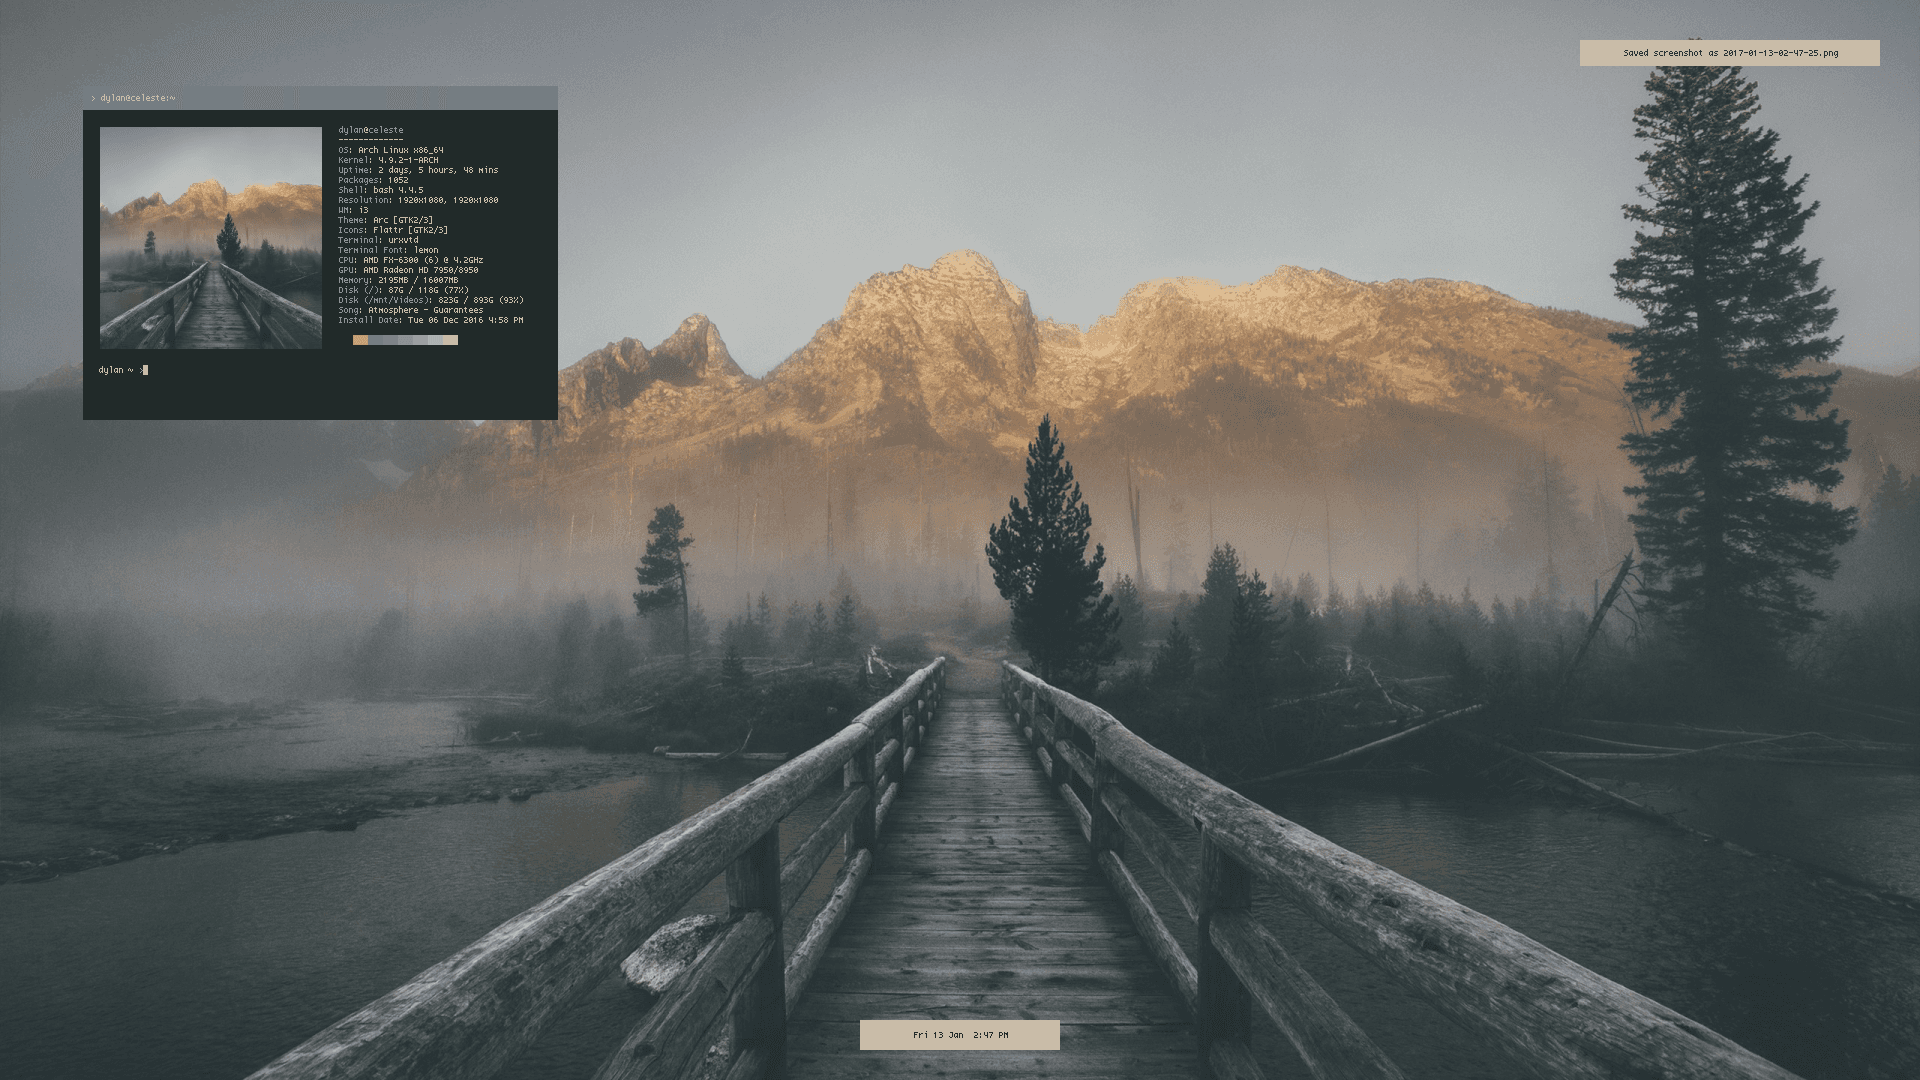 Saved screenshot as 2017-01-13-02-47-25.png
> dylan@celeste:~
dylan@celeste
-------------
OS: Arch Linux x86_64
Kernel: 4.9.2-1-ARCH
Uptime: 2 days, 5 hours, 48 mins
Packages: 1052
Shell: bash 4.4.5
Resolution: 1920x1080, 1920x1080
WM: i3
Theme: Arc [GTK2/3]
Icons: Flattr [GTK2/3]
Terminal: urxvtd
Terminal Font: lemon
CPU: AMD FX-6300 (6) @ 4.2GHz
GPU: AMD Radeon HD 7950/8950
Memory: 2195MB / 16007MB
Disk (/): 87G / 118G (77%)
Disk (/mnt/Videos): 823G / 893G (93%)
Song: Atmosphere - Guarantees
Install Date: Tue 06 Dec 2016 4:58 PM
dylan ~ >
Fri 13 Jan 2:47 PM